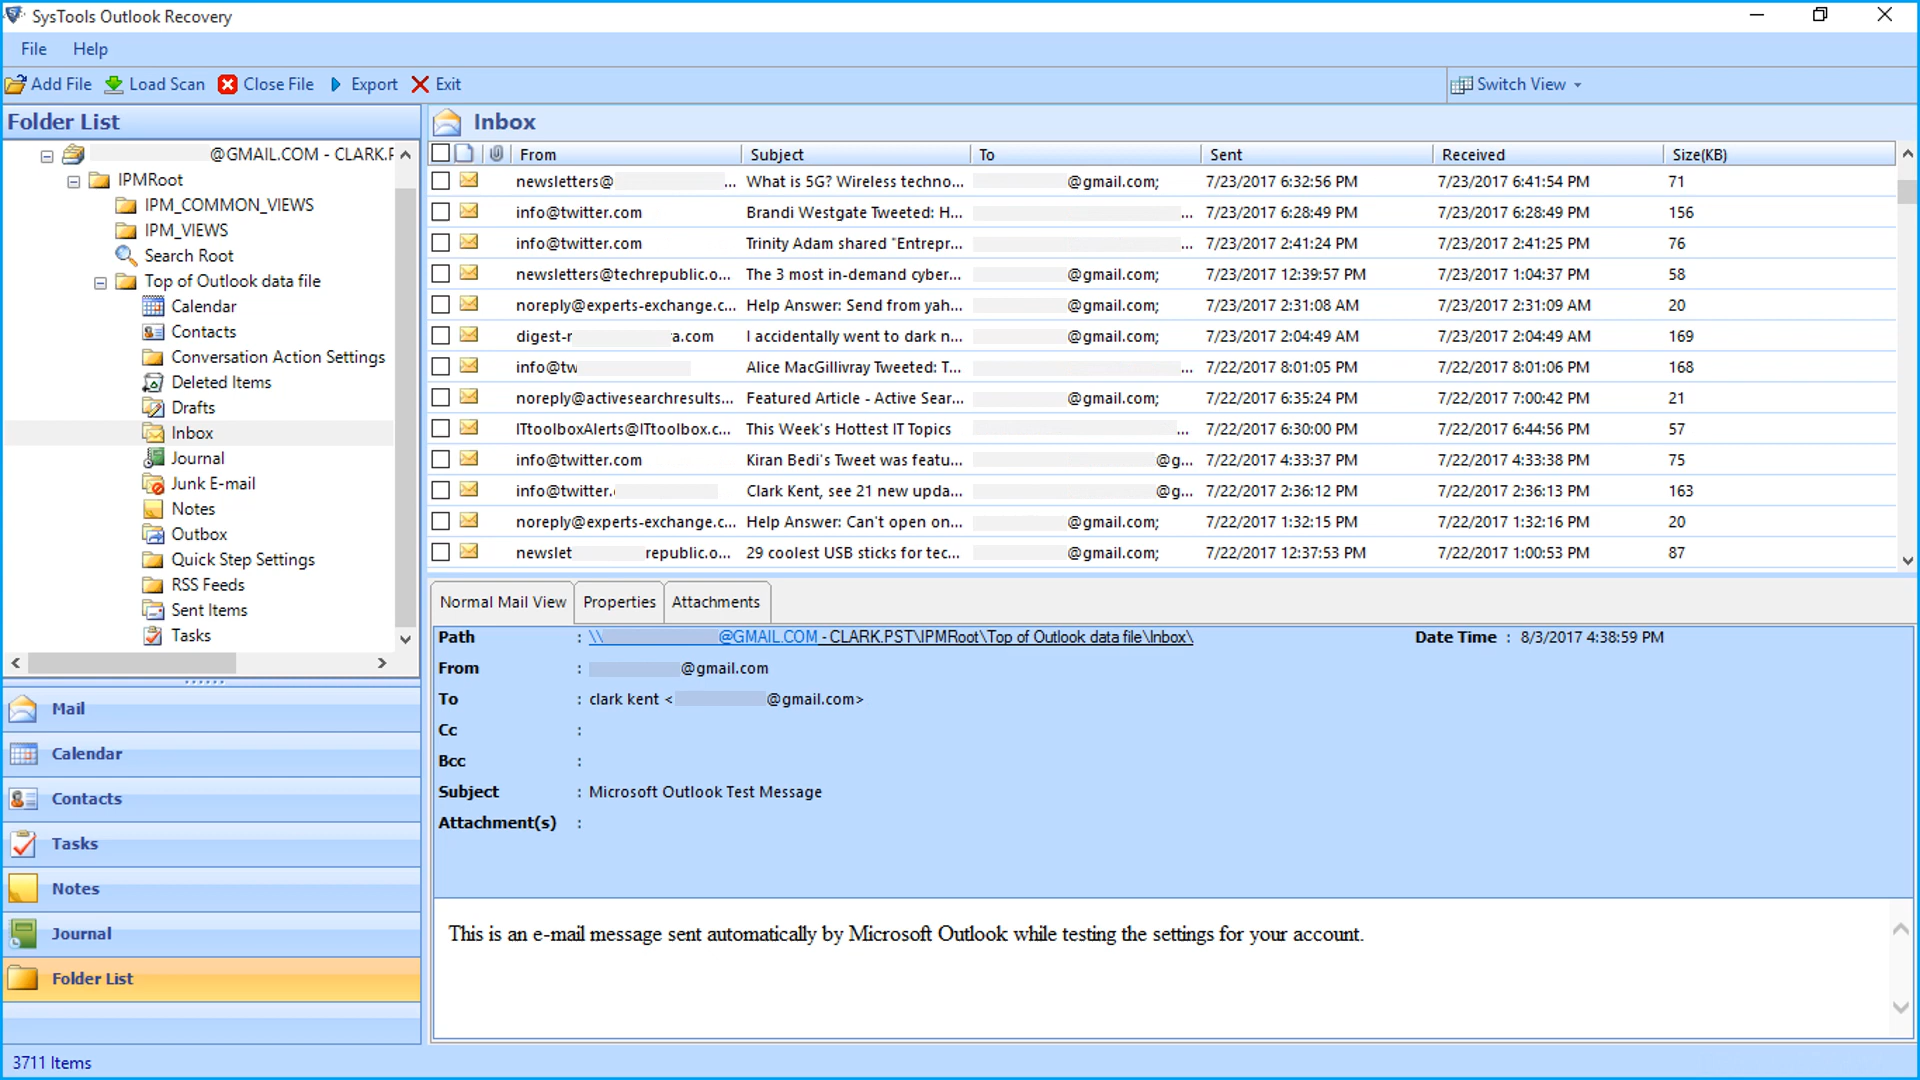 SysTools Outlook Recovery
File Help
Add File Load Scan Close File Export Exit Switch View
Folder List
@GMAIL.COM - CLARK.P
IPMRoot
IPM_COMMON_VIEWS
IPM_VIEWS
Search Root
Top of Outlook data file
Calendar
Contacts
Conversation Action Settings
Deleted Items
Drafts
Inbox
Journal
Junk E-mail
Notes
Outbox
Quick Step Settings
RSS Feeds
Sent Items
Tasks
Mail
Calendar
Contacts
Tasks
Notes
Journal
Folder List
Inbox
From Subject To Sent Received Size(KB)
newsletters@ ... What is 5G? Wireless techno... @gmail.com; 7/23/2017 6:32:56 PM 7/23/2017 6:41:54 PM 71
info@twitter.com Brandi Westgate Tweeted: H... ... 7/23/2017 6:28:49 PM 7/23/2017 6:28:49 PM 156
info@twitter.com Trinity Adam shared "Entrepr... ... 7/23/2017 2:41:24 PM 7/23/2017 2:41:25 PM 76
newsletters@techrepublic.o... The 3 most in-demand cyber... @gmail.com; 7/23/2017 12:39:57 PM 7/23/2017 1:04:37 PM 58
noreply@experts-exchange.c... Help Answer: Send from yah... @gmail.com; 7/23/2017 2:31:08 AM 7/23/2017 2:31:09 AM 20
digest-r a.com I accidentally went to dark n... @gmail.com; 7/23/2017 2:04:49 AM 7/23/2017 2:04:49 AM 169
info@tw Alice MacGillivray Tweeted: T... ... 7/22/2017 8:01:05 PM 7/22/2017 8:01:06 PM 168
noreply@activesearchresults... Featured Article - Active Sear... @gmail.com; 7/22/2017 6:35:24 PM 7/22/2017 7:00:42 PM 21
ITtoolboxAlerts@ITtoolbox.c... This Week's Hottest IT Topics ... 7/22/2017 6:30:00 PM 7/22/2017 6:44:56 PM 57
info@twitter.com Kiran Bedi's Tweet was featu... @g... 7/22/2017 4:33:37 PM 7/22/2017 4:33:38 PM 75
info@twitter. Clark Kent, see 21 new upda... @g... 7/22/2017 2:36:12 PM 7/22/2017 2:36:13 PM 163
noreply@experts-exchange.c... Help Answer: Can't open on... @gmail.com; 7/22/2017 1:32:15 PM 7/22/2017 1:32:16 PM 20
newslet republic.o... 29 coolest USB sticks for tec... @gmail.com; 7/22/2017 12:37:53 PM 7/22/2017 1:00:53 PM 87
Normal Mail View Properties Attachments
Path : \\ @GMAIL.COM - CLARK.PST\IPMRoot\Top of Outlook data file\Inbox\ Date Time : 8/3/2017 4:38:59 PM
From : @gmail.com
To : clark kent < @gmail.com>
Cc :
Bcc :
Subject : Microsoft Outlook Test Message
Attachment(s) :
This is an e-mail message sent automatically by Microsoft Outlook while testing the settings for your account.
3711 Items